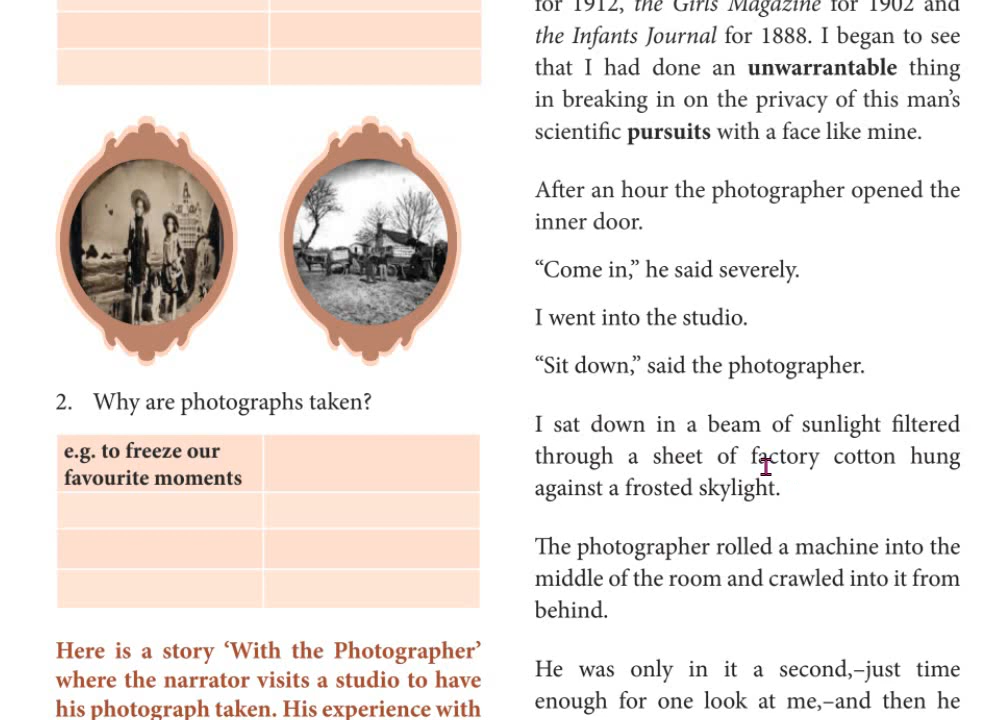 2. Why are photographs taken?
e.g. to freeze our
favourite moments
Here is a story ‘With the Photographer’
where the narrator visits a studio to have
his photograph taken. His experience with
for 1912, the Girls Magazine for 1902 and
the Infants Journal for 1888. I began to see
that I had done an unwarrantable thing
in breaking in on the privacy of this man’s
scientific pursuits with a face like mine.
After an hour the photographer opened the
inner door.
“Come in,” he said severely.
I went into the studio.
“Sit down,” said the photographer.
I sat down in a beam of sunlight filtered
through a sheet of factory cotton hung
against a frosted skylight.
The photographer rolled a machine into the
middle of the room and crawled into it from
behind.
He was only in it a second,–just time
enough for one look at me,–and then he